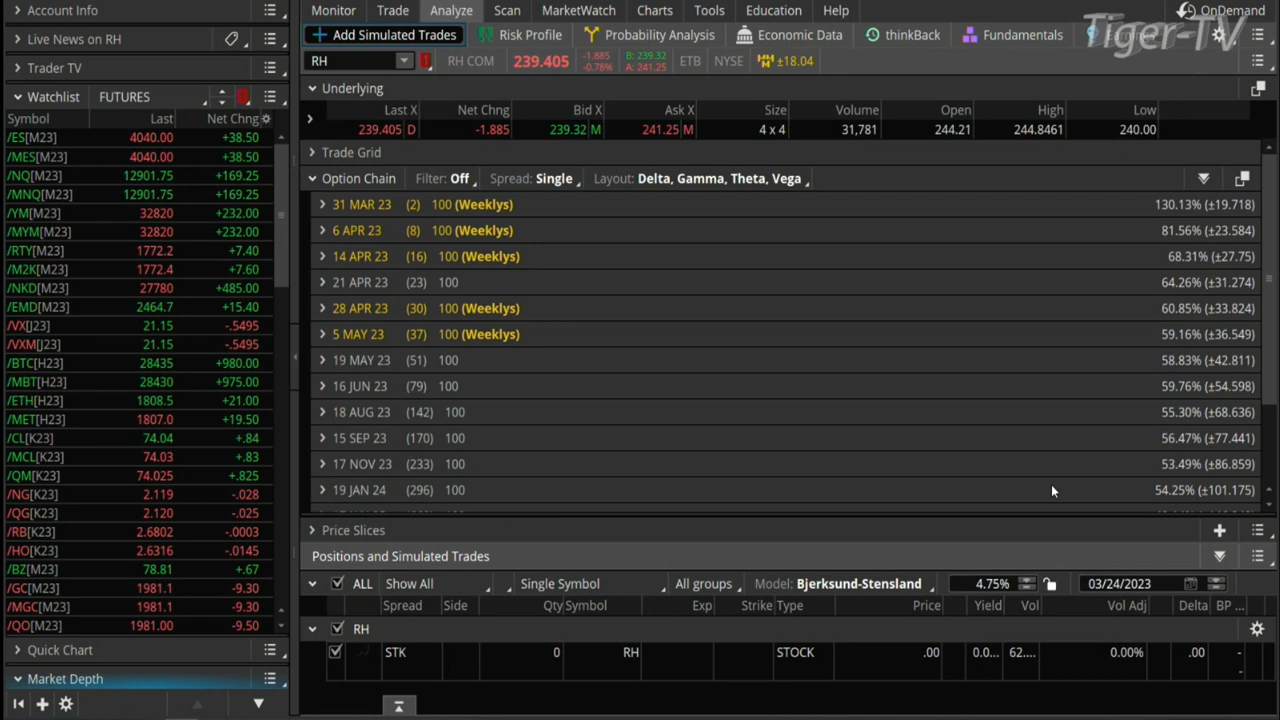 Account Info
Live News on RH
Trader TV
Watchlist FUTURES
Symbol Last Net Chng
/ES[M23] 4040.00 +38.50
/MES[M23] 4040.00 +38.50
/NQ[M23] 12901.75 +169.25
/MNQ[M23] 12901.75 +169.25
/YM[M23] 32820 +232.00
/MYM[M23] 32820 +232.00
/RTY[M23] 1772.2 +7.40
/M2K[M23] 1772.4 +7.60
/NKD[M23] 27780 +485.00
/EMD[M23] 2464.7 +15.40
/VX[J23] 21.15 -.5495
/VXM[J23] 21.15 -.5495
/BTC[H23] 28435 +980.00
/MBT[H23] 28430 +975.00
/ETH[H23] 1808.5 +21.00
/MET[H23] 1807.0 +19.50
/CL[K23] 74.04 +.84
/MCL[K23] 74.03 +.83
/QM[K23] 74.025 +.825
/NG[K23] 2.119 -.028
/QG[K23] 2.120 -.025
/RB[K23] 2.6802 -.0003
/HO[K23] 2.6316 -.0145
/BZ[M23] 78.81 +.67
/GC[M23] 1981.1 -9.30
/MGC[M23] 1981.1 -9.30
/QO[M23] 1981.00 -9.50
Quick Chart
Market Depth
Monitor Trade Analyze Scan MarketWatch Charts Tools Education Help OnDemand
Tiger-TV
Add Simulated Trades Risk Profile Probability Analysis Economic Data thinkBack Fundamentals
RH RH COM 239.405 -1.885 -0.78% B: 239.32 A: 241.25 ETB NYSE ±18.04
Underlying
Last X Net Chng Bid X Ask X Size Volume Open High Low
239.405 D -1.885 239.32 M 241.25 M 4 x 4 31,781 244.21 244.8461 240.00
Trade Grid
Option Chain Filter: Off Spread: Single Layout: Delta, Gamma, Theta, Vega
31 MAR 23 (2) 100 (Weeklys) 130.13% (±19.718)
6 APR 23 (8) 100 (Weeklys) 81.56% (±23.584)
14 APR 23 (16) 100 (Weeklys) 68.31% (±27.75)
21 APR 23 (23) 100 64.26% (±31.274)
28 APR 23 (30) 100 (Weeklys) 60.85% (±33.824)
5 MAY 23 (37) 100 (Weeklys) 59.16% (±36.549)
19 MAY 23 (51) 100 58.83% (±42.811)
16 JUN 23 (79) 100 59.76% (±54.598)
18 AUG 23 (142) 100 55.30% (±68.636)
15 SEP 23 (170) 100 56.47% (±77.441)
17 NOV 23 (233) 100 53.49% (±86.859)
19 JAN 24 (296) 100 54.25% (±101.175)
Price Slices
Positions and Simulated Trades
ALL Show All Single Symbol All groups Model: Bjerksund-Stensland 4.75% 03/24/2023
Spread Side Qty Symbol Exp Strike Type Price Yield Vol Vol Adj Delta BP ...
RH
STK 0 RH STOCK .00 0.0... 62.... 0.00% .00 -
-